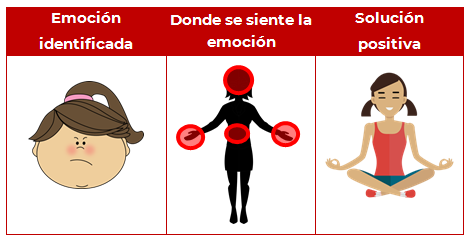 Emoción
identificada
Donde se siente la
emoción
Solución
positiva